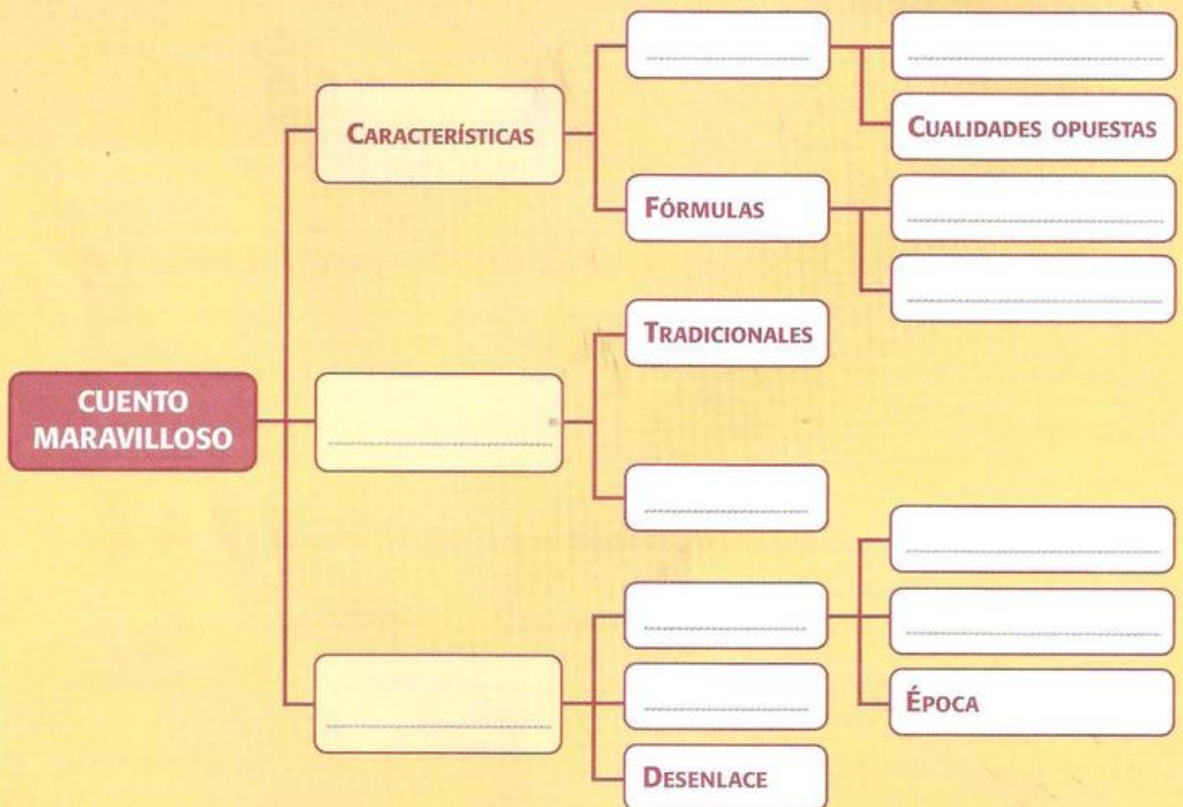 CARACTERÍSTICAS
CUALIDADES OPUESTAS
FÓRMULAS
TRADICIONALES
CUENTO
MARAVILLOSO
ÉPOCA
DESENLACE